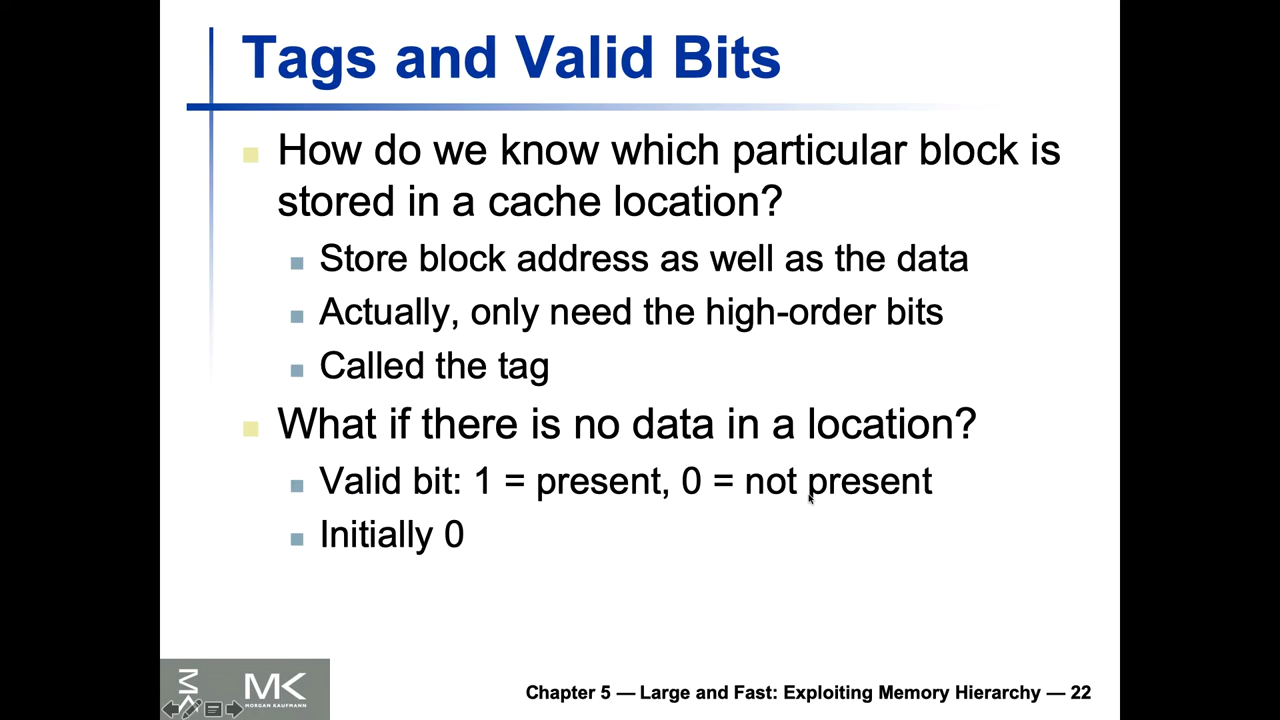 Tags and Valid Bits
How do we know which particular block is
stored in a cache location?
Store block address as well as the data
Actually, only need the high-order bits
Called the tag
What if there is no data in a location?
Valid bit: 1 = present, 0 = not present
Initially 0
MK
MK
MORGAN KAUFMANN
Chapter 5 — Large and Fast: Exploiting Memory Hierarchy — 22